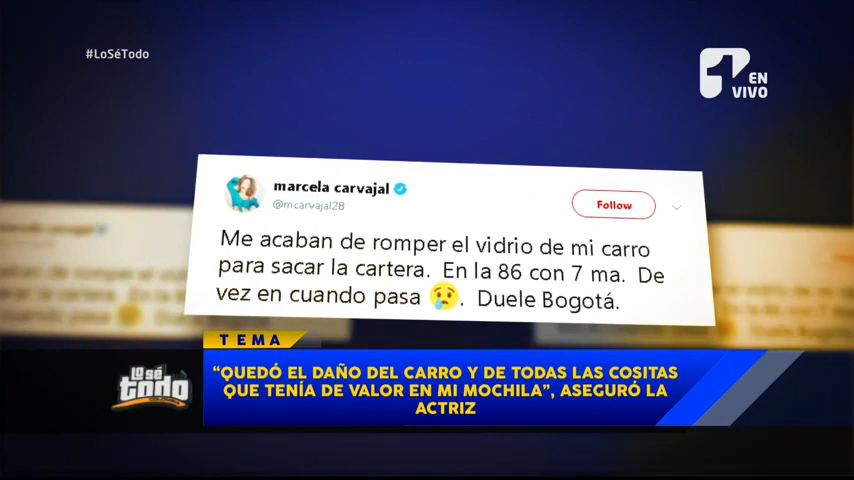 #LoSéTodo
1 EN
VIVO
marcela carvajal
@mcarvajal28
Follow
Me acaban de romper el vidrio de mi carro
para sacar la cartera. En la 86 con 7 ma. De
vez en cuando pasa 😢. Duele Bogotá.
TEMA
Lo sé
todo
COLOMBIA
“QUEDÓ EL DAÑO DEL CARRO Y DE TODAS LAS COSITAS
QUE TENÍA DE VALOR EN MI MOCHILA”, ASEGURÓ LA
ACTRIZ